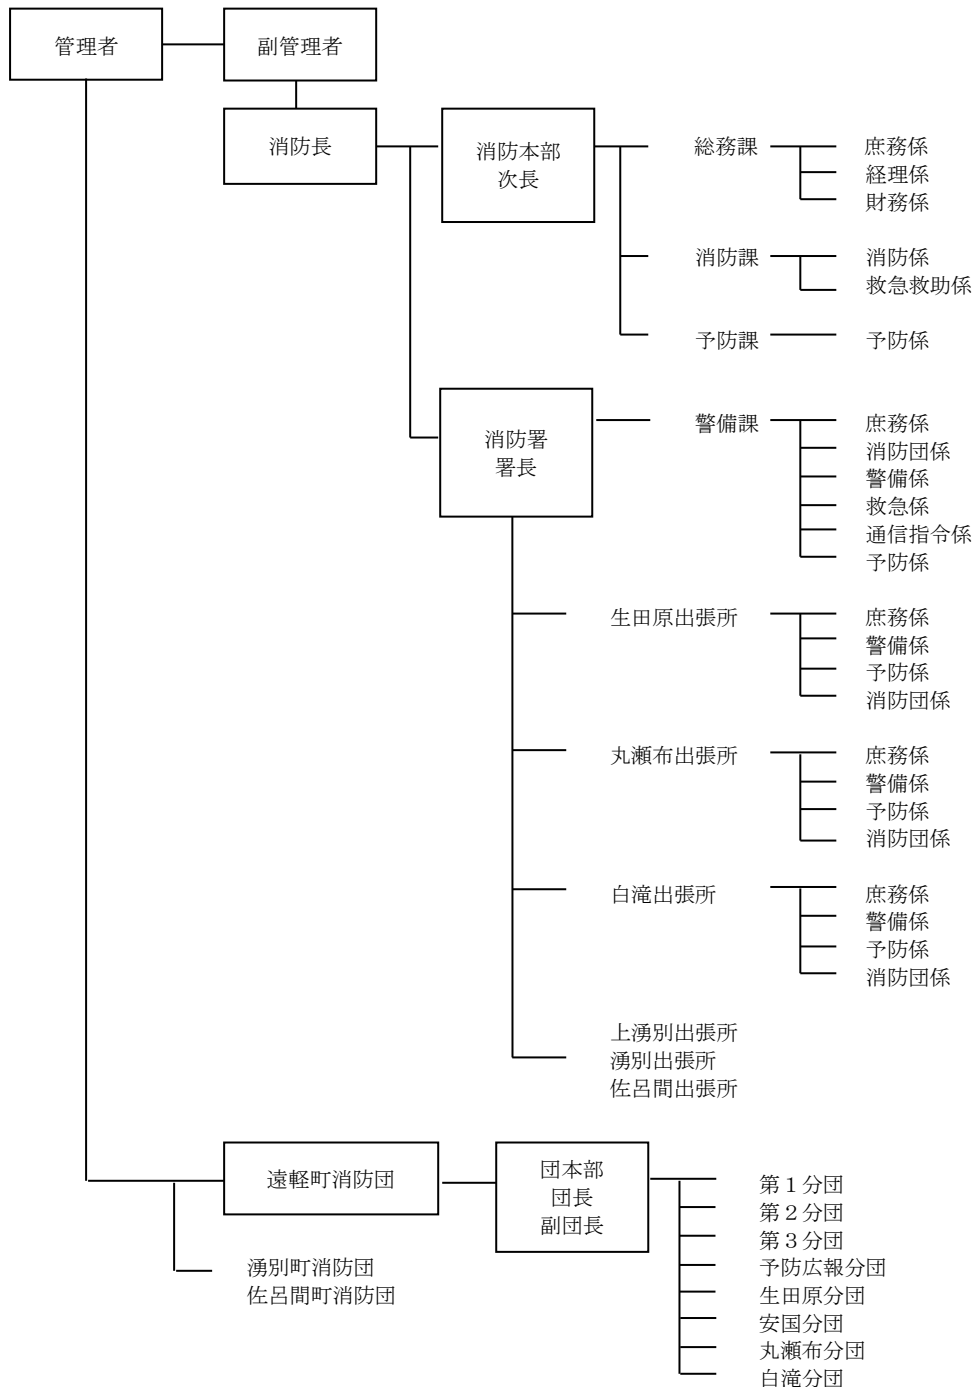 管理者
副管理者
消防長
消防本部
次長
総務課
庶務係
経理係
財務係
消防課
消防係
救急救助係
予防課
予防係
消防署
署長
警備課
庶務係
消防団係
警備係
救急係
通信指令係
予防係
生田原出張所
庶務係
警備係
予防係
消防団係
丸瀬布出張所
庶務係
警備係
予防係
消防団係
白滝出張所
庶務係
警備係
予防係
消防団係
上湧別出張所
湧別出張所
佐呂間出張所
遠軽町消防団
団本部
団長
副団長
第1分団
第2分団
第3分団
予防広報分団
生田原分団
安国分団
丸瀬布分団
白滝分団
湧別町消防団
佐呂間町消防団